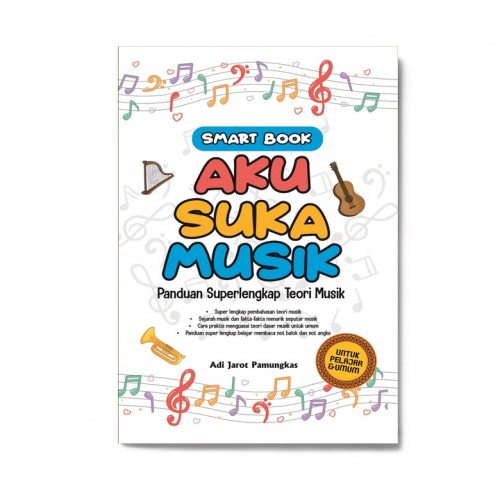 SMART BOOK
AKU
SUKA
MUSIK
Panduan Superlengkap Teori Musik
• Super lengkap pembahasan teori musik
• Sejarah musik dan fakta-fakta menarik seputar musik
• Cara praktis menguasai teori dasar musik untuk umum
• Panduan super lengkap belajar membaca not balok dan not angka
Adi Jarot Pamungkas
UNTUK
PELAJAR
&UMUM